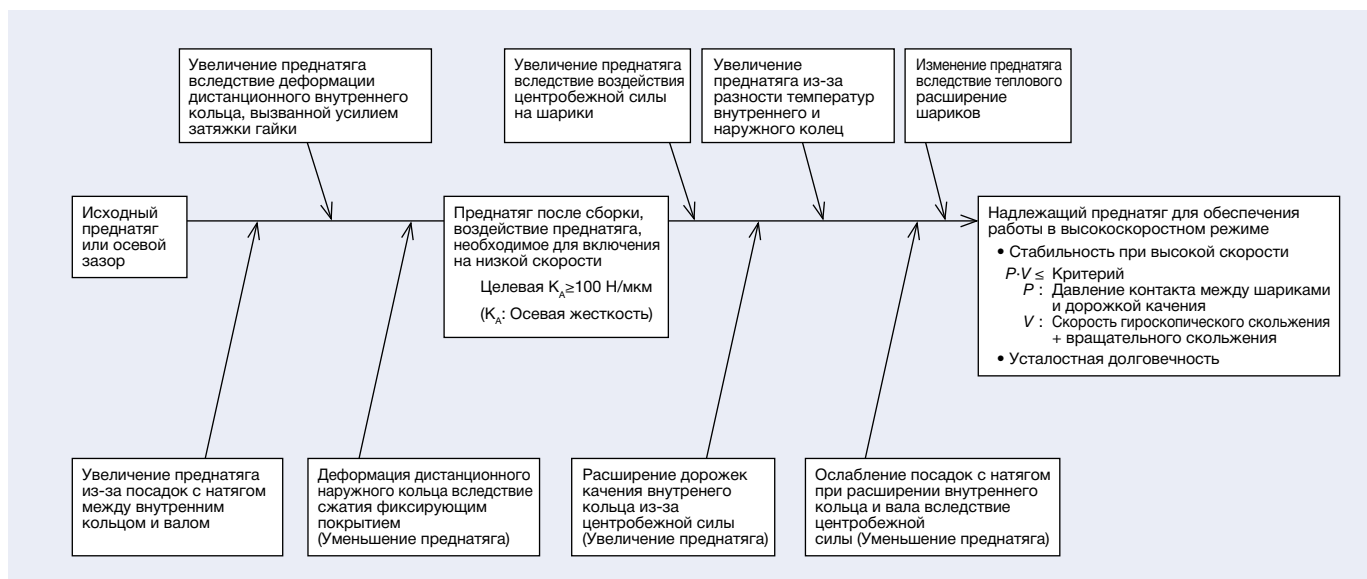 Увеличение преднатяга
вследствие деформации
дистанционного внутреннего
кольца, вызванной усилием
затяжки гайки
Увеличение преднатяга
вследствие воздействия
центробежной силы
на шарики
Увеличение
преднатяга из-за
разности температур
внутреннего и
наружного колец
Изменение преднатяга
вследствие теплового
расширение
шариков
Исходный
преднатяг
или осевой
зазор
Преднатяг после сборки,
воздействие преднатяга,
необходимое для включения
на низкой скорости
Целевая K_A≥100 Н/мкм
(K_A: Осевая жесткость)
Надлежащий преднатяг для обеспечения
работы в высокоскоростном режиме
• Стабильность при высокой скорости
P·V ≤ Критерий
P : Давление контакта между шариками
и дорожкой качения
V : Скорость гироскопического скольжения
+ вращательного скольжения
• Усталостная долговечность
Увеличение преднатяга
из-за посадок с натягом
между внутренним
кольцом и валом
Деформация дистанционного
наружного кольца вследствие
сжатия фиксирующим
покрытием
(Уменьшение преднатяга)
Расширение дорожек
качения внутренего
кольца из-за
центробежной силы
(Увеличение преднатяга)
Ослабление посадок с натягом
при расширении внутреннего
кольца и вала вследствие
центробежной
силы (Уменьшение преднатяга)